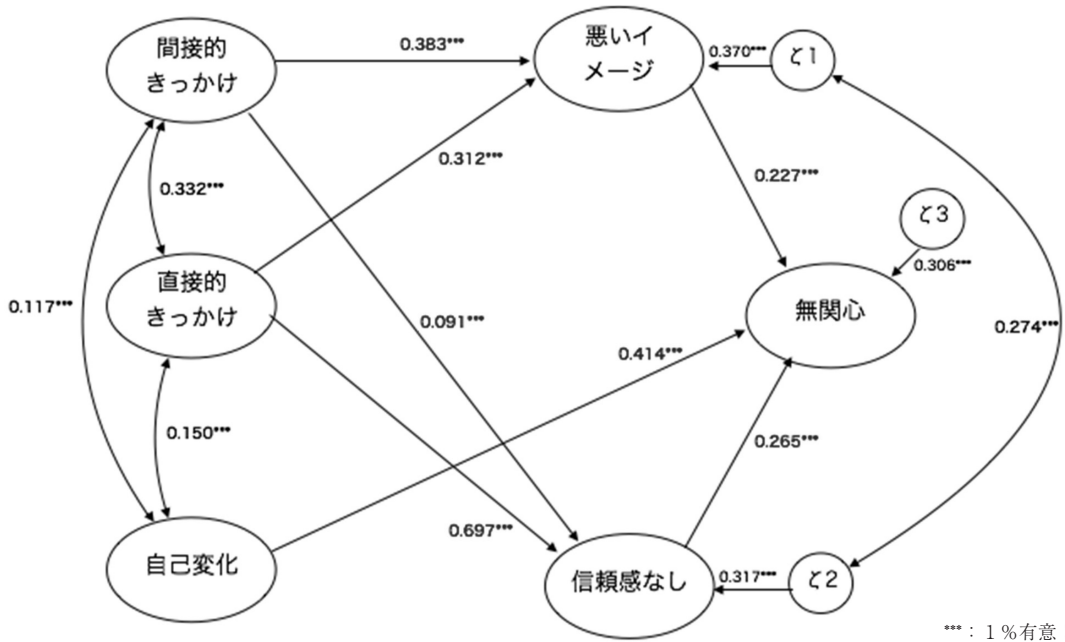 間接的
きっかけ
0.383***
悪いイ
メージ
0.370***
ζ1
0.312***
0.332***
0.227***
ζ3
0.306***
直接的
きっかけ
無関心
0.117***
0.091***
0.274***
0.414***
0.150***
0.265***
0.697***
自己変化
信頼感なし
0.317***
ζ2
***：１%有意